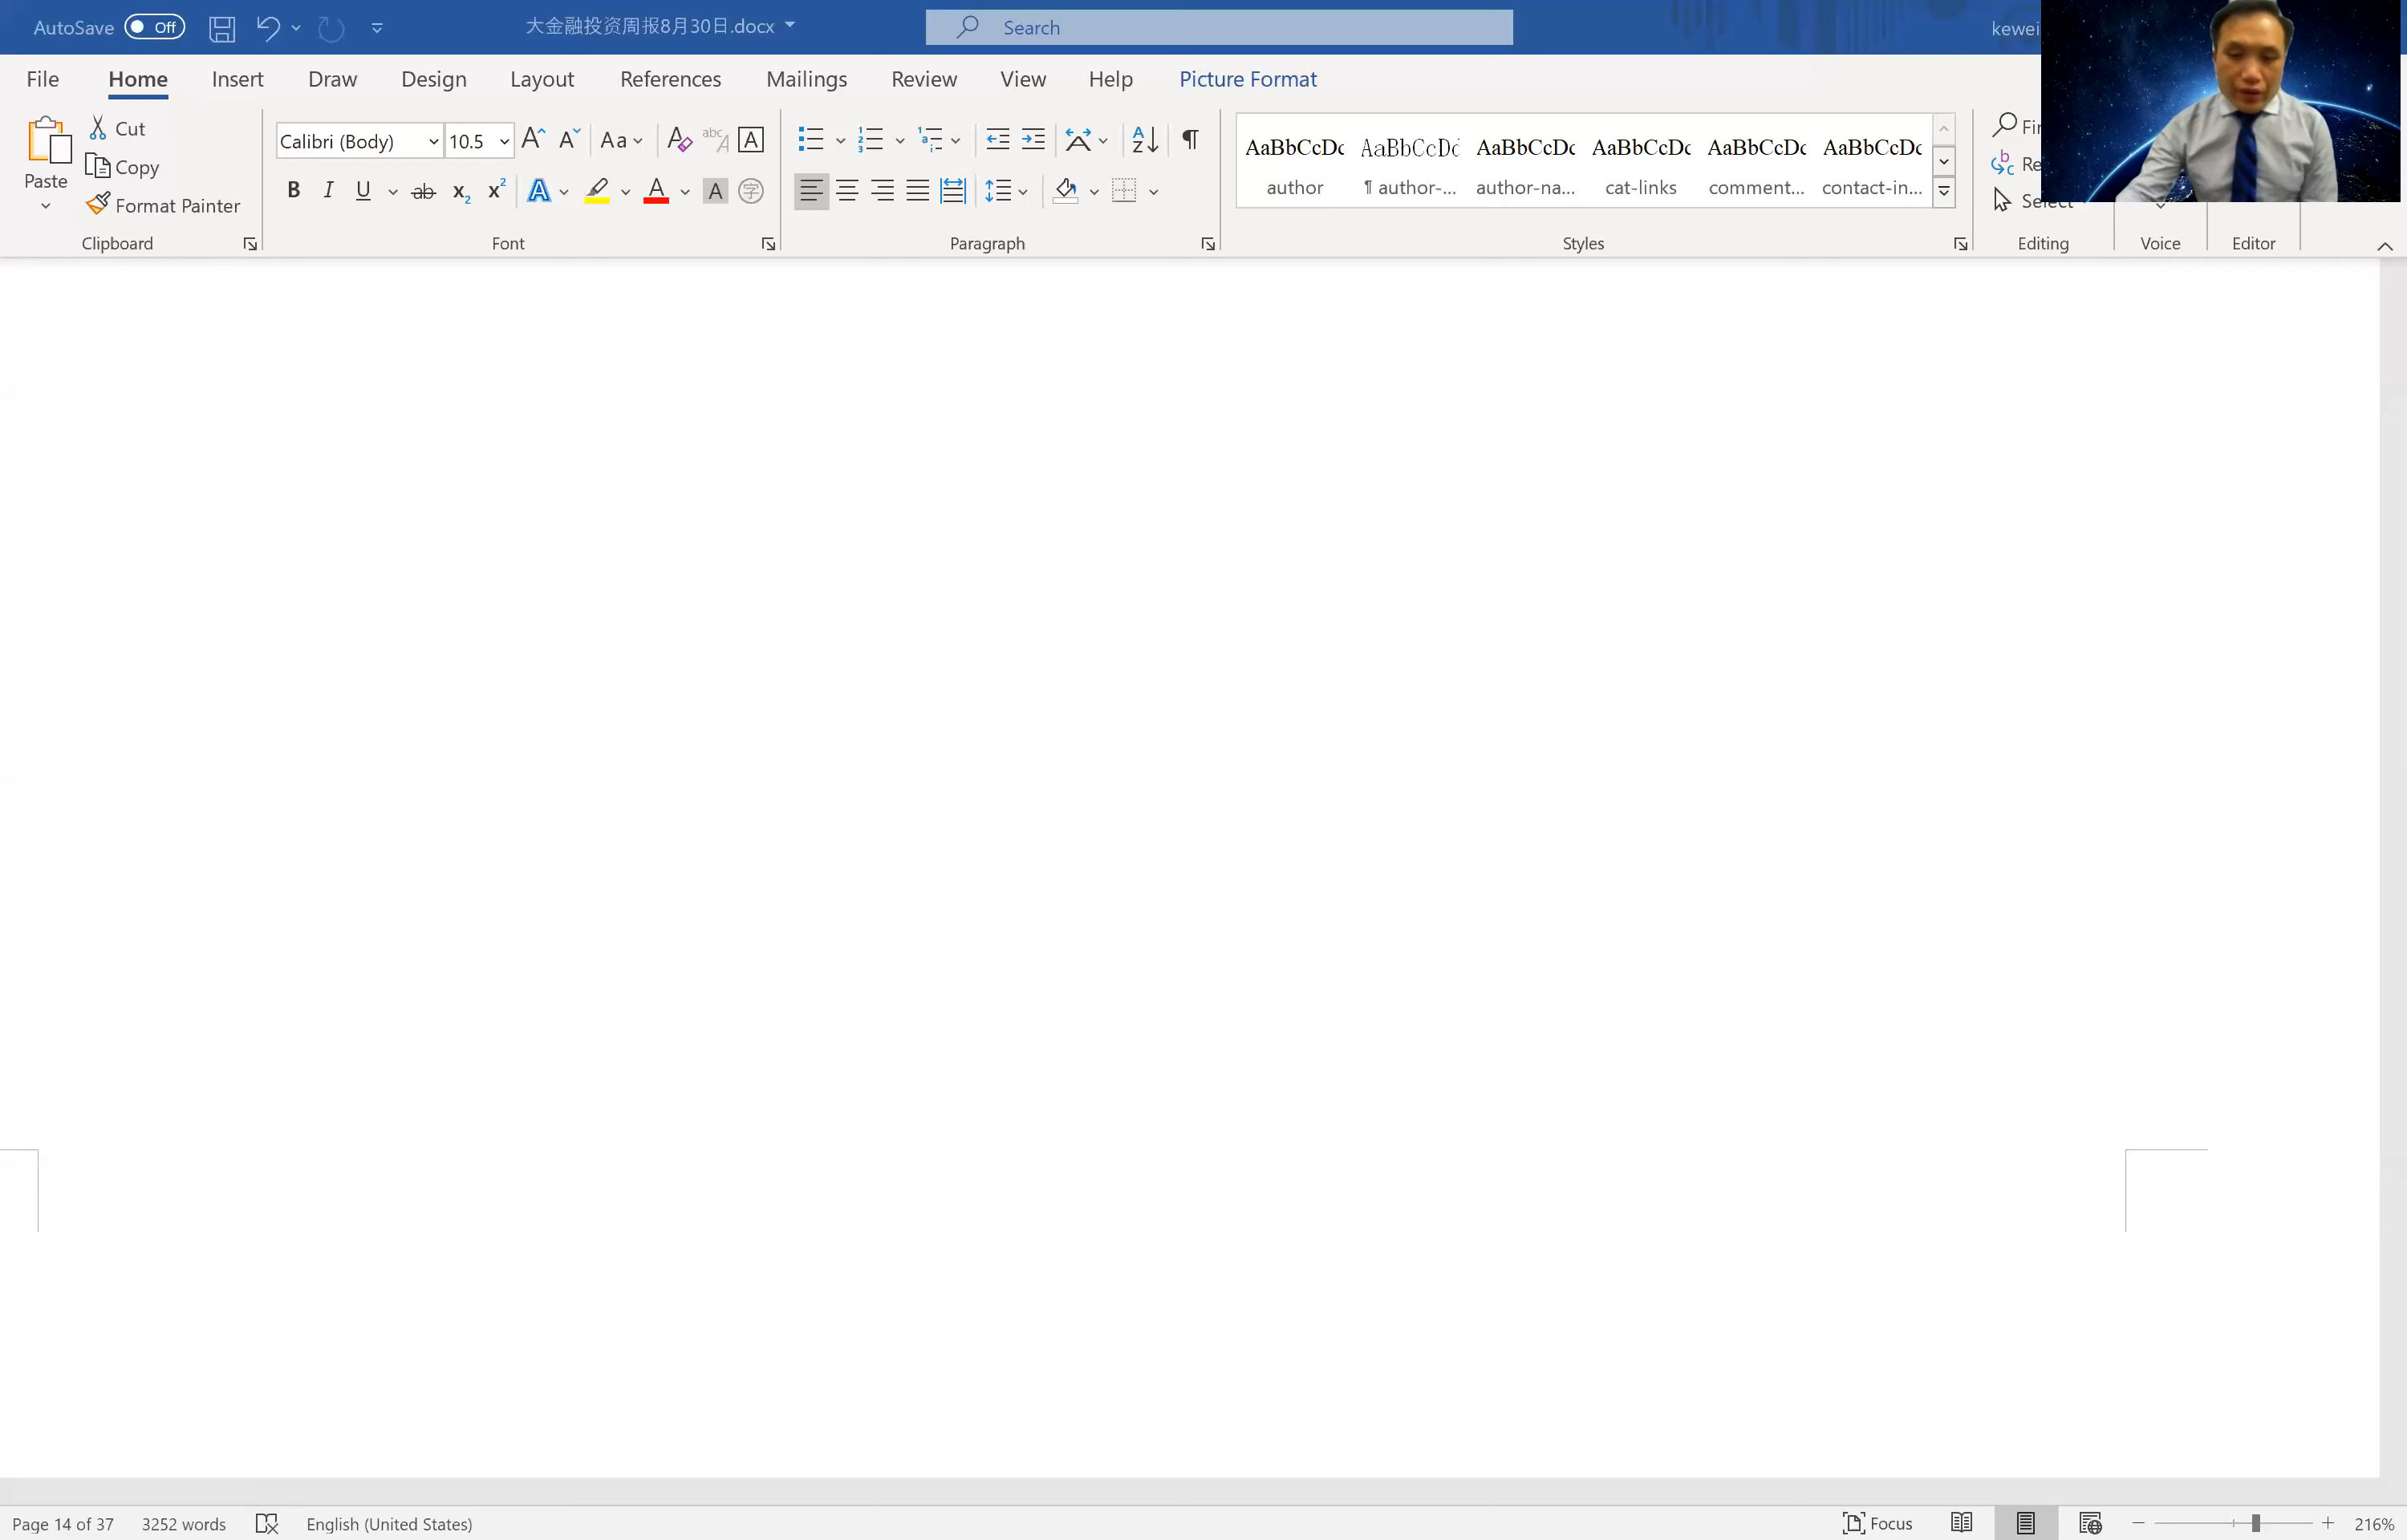 AutoSave Off 大金融投资周报8月30日.docx Search kewei
File Home Insert Draw Design Layout References Mailings Review View Help Picture Format
Paste
Cut
Copy
Format Painter
Clipboard
Calibri (Body) 10.5 Aa
Font
Paragraph
AaBbCcDc AaBbCcDc AaBbCcDc AaBbCcDc AaBbCcDc AaBbCcDc
author ¶ author-... author-na... cat-links comment... contact-in...
Styles
Select
Editing
Voice
Editor
Page 14 of 37 3252 words English (United States) Focus 216%